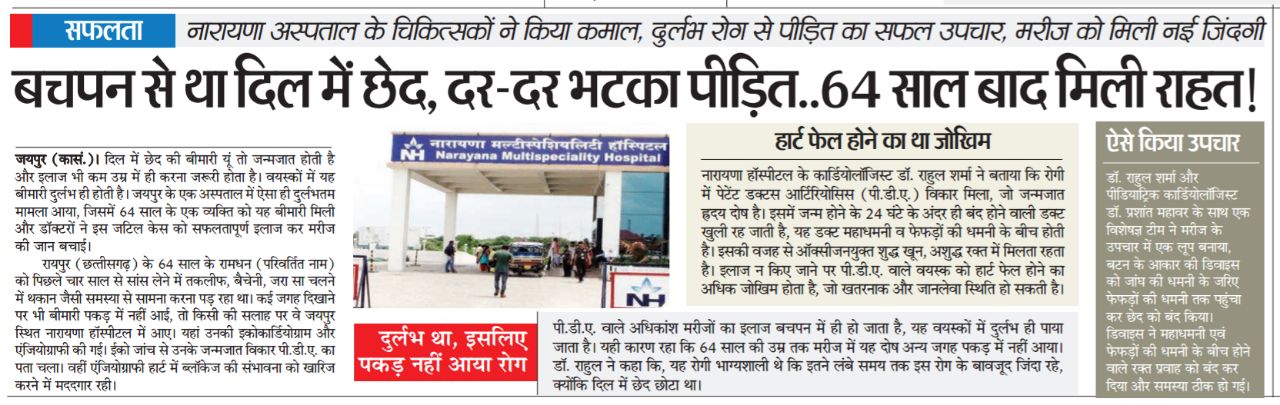 सफलता
नारायणा अस्पताल के चिकित्सकों ने किया कमाल, दुर्लभ रोग से पीड़ित का सफल उपचार, मरीज को मिली नई जिंदगी
बचपन से था दिल में छेद, दर-दर भटका पीड़ित..64 साल बाद मिली राहत!
जयपुर (कासं.)। दिल में छेद की बीमारी यूं तो जन्मजात होती है
और इलाज भी कम उम्र में ही करना जरूरी होता है। वयस्कों में यह
बीमारी दुर्लभ ही होती है। जयपुर के एक अस्पताल में ऐसा ही दुर्लभतम
मामला आया, जिसमें 64 साल के एक व्यक्ति को यह बीमारी मिली
और डॉक्टरों ने इस जटिल केस को सफलतापूर्ण इलाज कर मरीज
की जान बचाई।
रायपुर (छत्तीसगढ़) के 64 साल के रामधन (परिवर्तित नाम)
को पिछले चार साल से सांस लेने में तकलीफ, बैचेनी, जरा सा चलने
में थकान जैसी समस्या से सामना करना पड़ रहा था। कई जगह दिखाने
पर भी बीमारी पकड़ में नहीं आई, तो किसी की सलाह पर वे जयपुर
स्थित नारायणा हॉस्पीटल में आए। यहां उनकी इकोकार्डियोग्राम और
एंजियोग्राफी की गई। ईको जांच से उनके जन्मजात विकार पी.डी.ए. का
पता चला। वहीं एंजियोग्राफी हार्ट में ब्लॉकेज की संभावना को खारिज
करने में मददगार रही।
NH नारायणा मल्टीस्पेशियलिटी हॉस्पिटल
Narayana Multispeciality Hospital
NH
दुर्लभ था, इसलिए
पकड़ नहीं आया रोग
हार्ट फेल होने का था जोखिम
नारायणा हॉस्पीटल के कार्डियोलॉजिस्ट डॉ. राहुल शर्मा ने बताया कि रोगी
में पेटेंट डक्टस आर्टिरियोसिस (पी.डी.ए.) विकार मिला, जो जन्मजात
हृदय दोष है। इसमें जन्म होने के 24 घंटे के अंदर ही बंद होने वाली डक्ट
खुली रह जाती है, यह डक्ट महाधमनी व फेफड़ों की धमनी के बीच होती
है। इसकी वजह से ऑक्सीजनयुक्त शुद्ध खून, अशुद्ध रक्त में मिलता रहता
है। इलाज न किए जाने पर पी.डी.ए. वाले वयस्क को हार्ट फेल होने का
अधिक जोखिम होता है, जो खतरनाक और जानलेवा स्थिति हो सकती है।
पी.डी.ए. वाले अधिकांश मरीजों का इलाज बचपन में ही हो जाता है, यह वयस्कों में दुर्लभ ही पाया
जाता है। यही कारण रहा कि 64 साल की उम्र तक मरीज में यह दोष अन्य जगह पकड़ में नहीं आया।
डॉ. राहुल ने कहा कि, यह रोगी भाग्यशाली थे कि इतने लंबे समय तक इस रोग के बावजूद जिंदा रहे,
क्योंकि दिल में छेद छोटा था।
ऐसे किया उपचार
डॉ. राहुल शर्मा और
पीडियाट्रिक कार्डियोलॉजिस्ट
डॉ. प्रशांत महावर के साथ एक
विशेषज्ञ टीम ने मरीज के
उपचार में एक लूप बनाया,
बटन के आकार की डिवाइस
को जांघ की धमनी के जरिए
फेफड़ों की धमनी तक पहुंचा
कर छेद को बंद किया।
डिवाइस ने महाधमनी एवं
फेफड़ों की धमनी के बीच होने
वाले रक्त प्रवाह को बंद कर
दिया और समस्या ठीक हो गई।